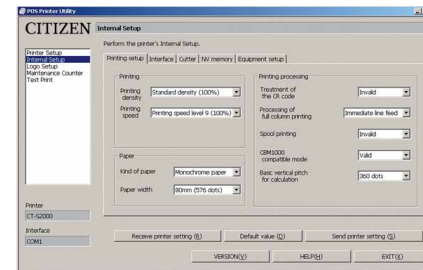 POS Printer Utility
CITIZEN
Internal Setup
Perform the printer's Internal Setup.
Printer Setup
Internal Setup
Logo Setup
Maintenance Counter
Test Print
Printing setup Interface Cutter NV memory Equipment setup
Printing
Printing density Standard density (100%)
Printing speed Printing speed level 9 (100%)
Paper
Kind of paper Monochrome paper
Paper width 80mm (576 dots)
Printing processing
Treatment of the CR code Invalid
Processing of full column printing Immediate line feed
Spool printing Invalid
CBM1000 compatible mode Valid
Basic vertical pitch for calculation 360 dots
Printer
CT-S2000
Interface
COM1
Receive printer setting (R) Default value (D) Send printer setting (S)
VERSION(V) HELP(H) EXIT(X)